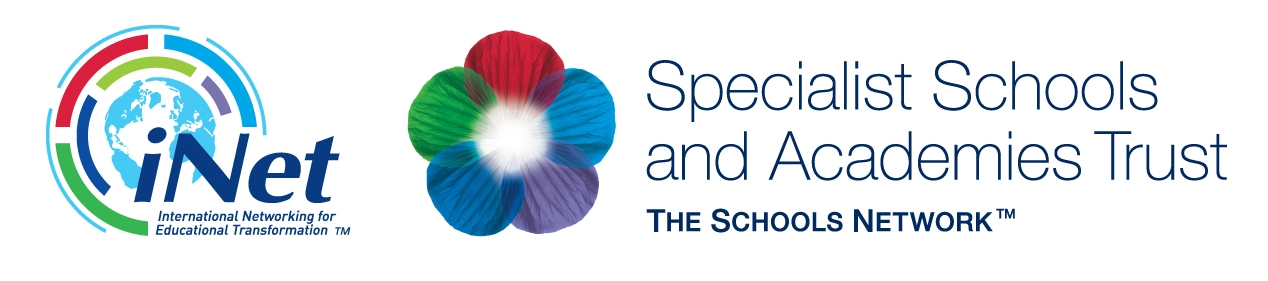 iNet
International Networking for
Educational Transformation TM
Specialist Schools
and Academies Trust
THE SCHOOLS NETWORK™